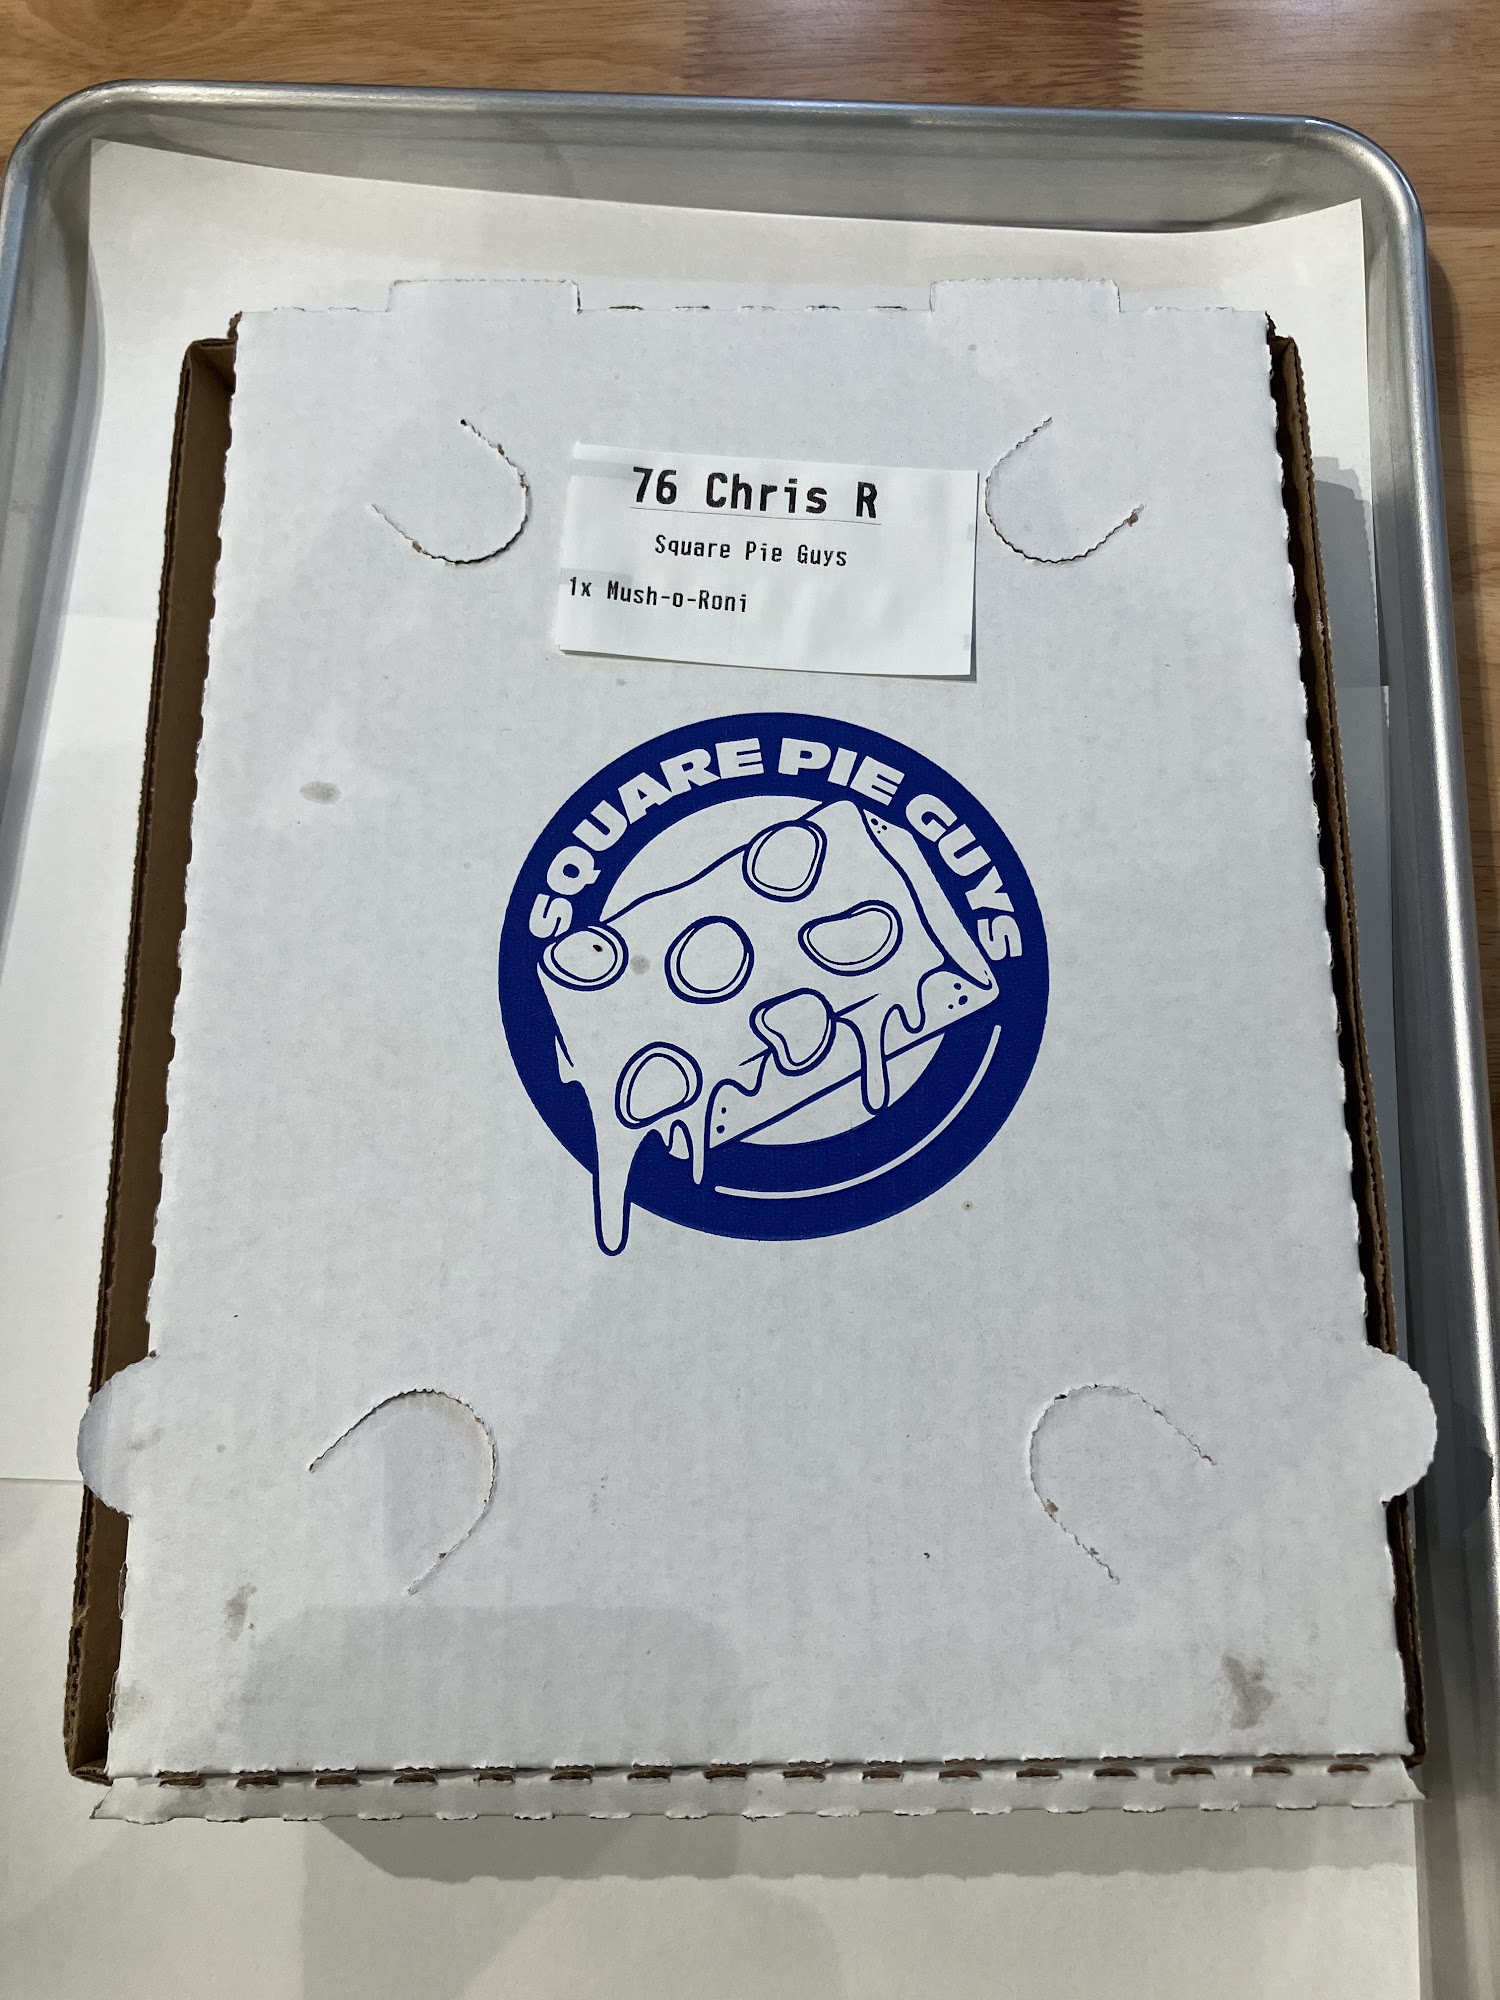 76 Chris R
Square Pie Guys
1x Mush-o-Roni
SQUARE PIE GUYS